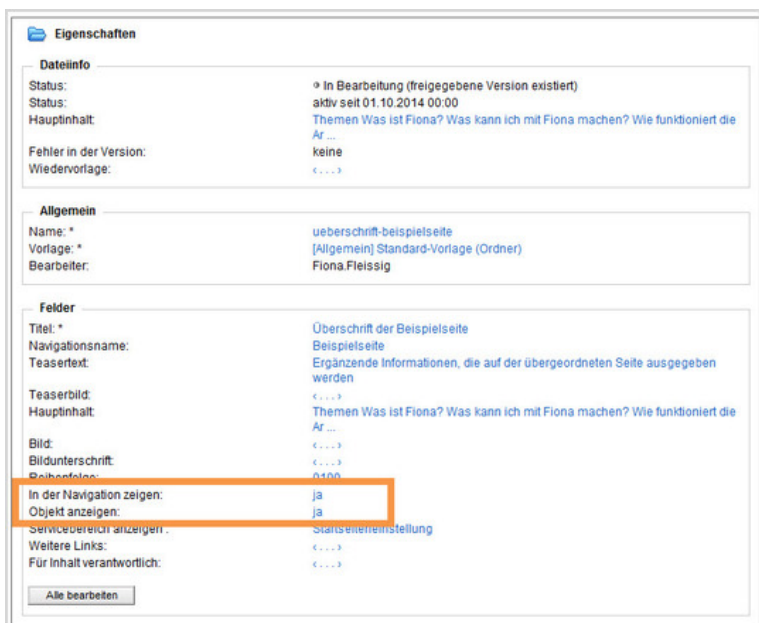 Eigenschaften
Dateiinfo
Status: In Bearbeitung (freigegebene Version existiert)
Status: aktiv seit 01.10.2014 00:00
Hauptinhalt: Themen Was ist Fiona? Was kann ich mit Fiona machen? Wie funktioniert die
Ar ...
Fehler in der Version: keine
Wiedervorlage: ‹ . . . ›
Allgemein
Name: * ueberschrift-beispielseite
Vorlage: * [Allgemein] Standard-Vorlage (Ordner)
Bearbeiter: Fiona.Fleissig
Felder
Titel: * Überschrift der Beispielseite
Navigationsname: Beispielseite
Teasertext: Ergänzende Informationen, die auf der übergeordneten Seite ausgegeben
werden
Teaserbild: ‹ . . . ›
Hauptinhalt: Themen Was ist Fiona? Was kann ich mit Fiona machen? Wie funktioniert die
Ar ...
Bild: ‹ . . . ›
Bildunterschrift: ‹ . . . ›
Reihenfolge: 0100
In der Navigation zeigen: ja
Objekt anzeigen: ja
Servicebereich anzeigen : Startseiteneinstellung
Weitere Links: ‹ . . . ›
Für Inhalt verantwortlich: ‹ . . . ›
Alle bearbeiten